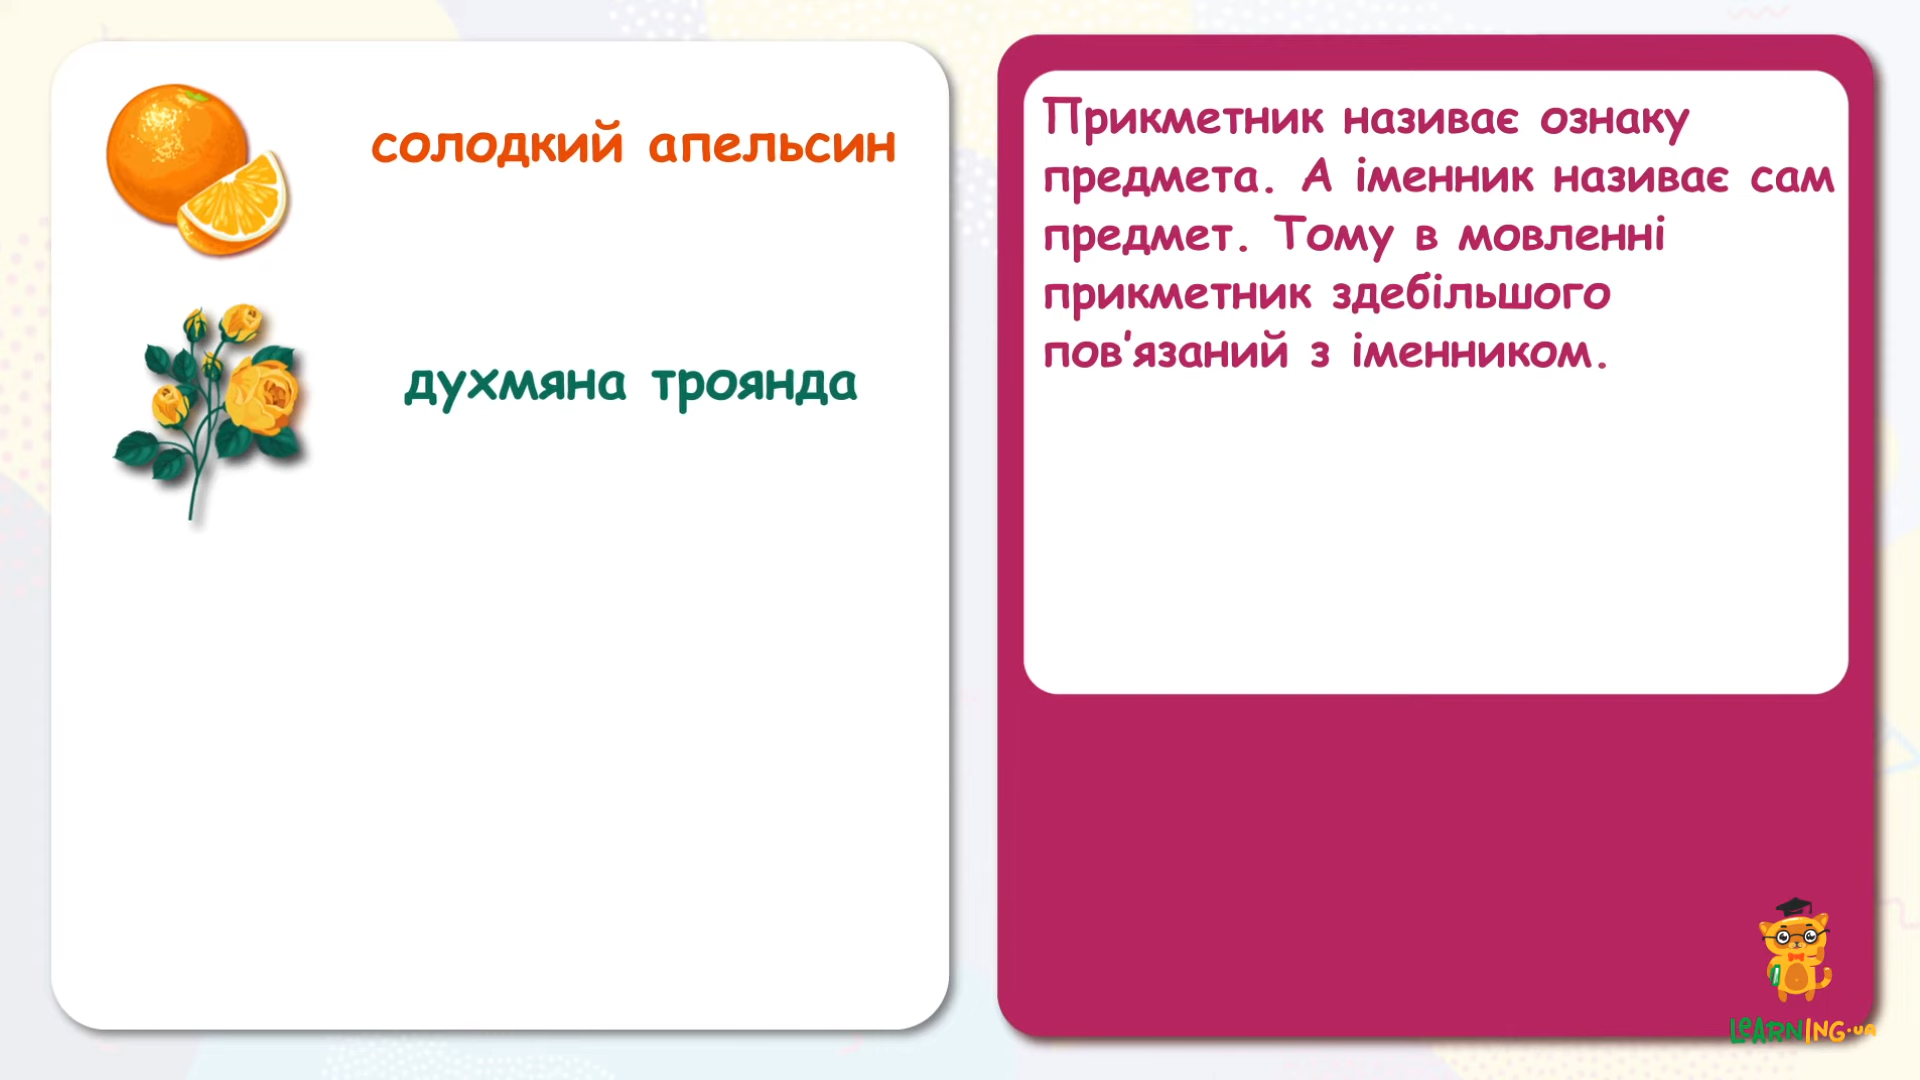 солодкий апельсин
духмяна троянда
Прикметник називає ознаку
предмета. А іменник називає сам
предмет. Тому в мовленні
прикметник здебільшого
пов’язаний з іменником.
LEARNING.UA